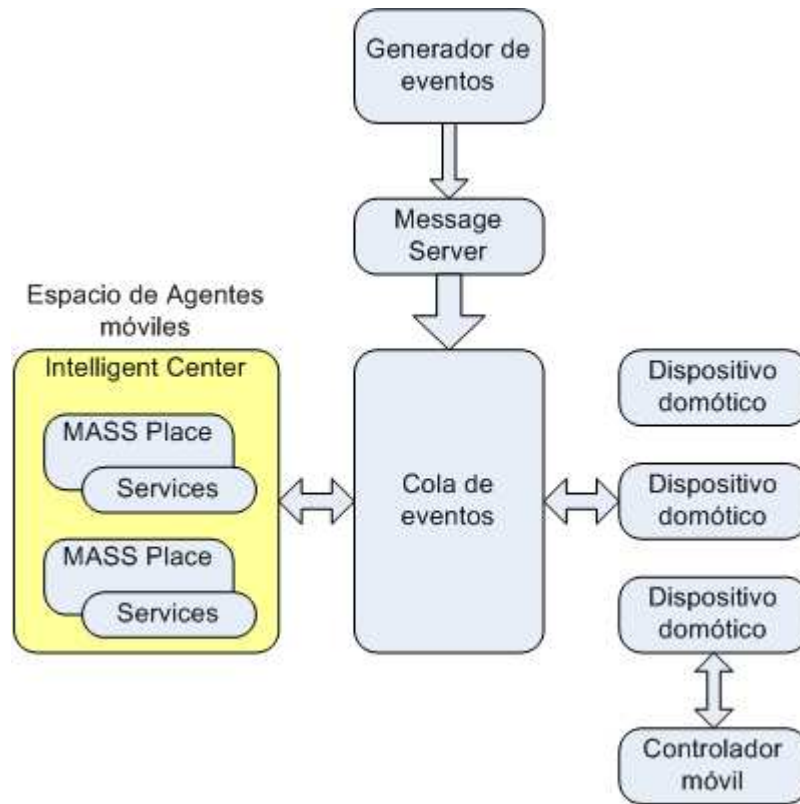 Generador de
eventos
Message
Server
Espacio de Agentes
móviles
Intelligent Center
MASS Place
Services
MASS Place
Services
Cola de
eventos
Dispositivo
domótico
Dispositivo
domótico
Dispositivo
domótico
Controlador
móvil